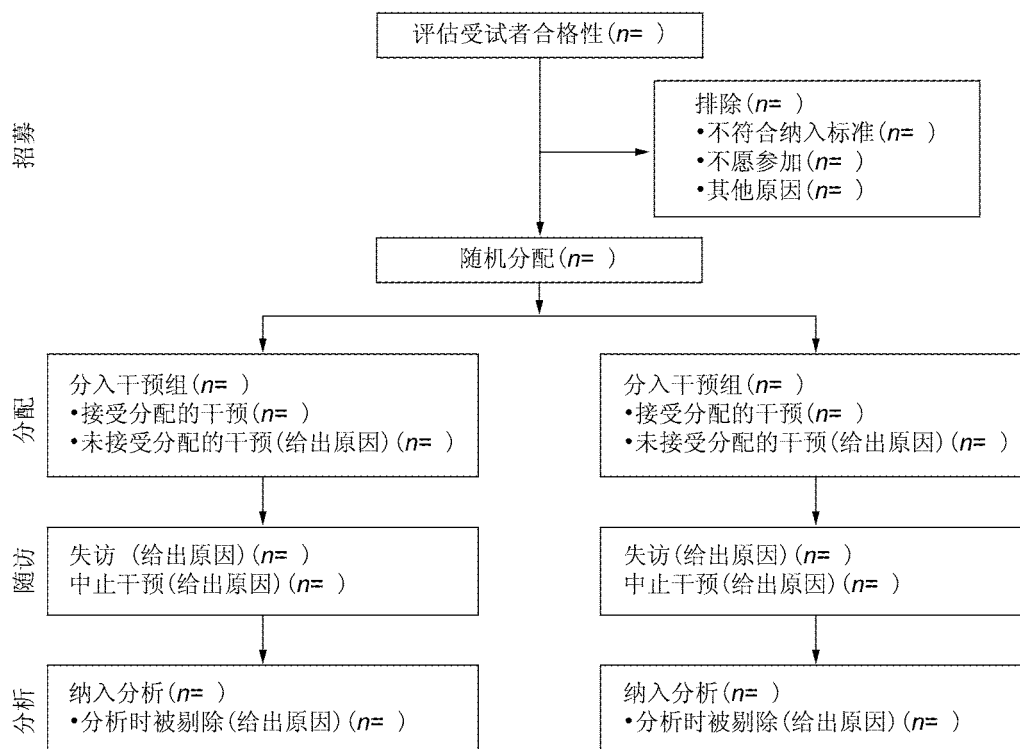 评估受试者合格性(n= )
招募
排除(n= )
•不符合纳入标准(n= )
•不愿参加(n= )
•其他原因(n= )
随机分配(n= )
分配
分入干预组(n= )
•接受分配的干预(n= )
•未接受分配的干预(给出原因)(n= )
分入干预组(n= )
•接受分配的干预(n= )
•未接受分配的干预(给出原因)(n= )
随访
失访 (给出原因)(n= )
中止干预(给出原因)(n= )
失访(给出原因)(n= )
中止干预(给出原因)(n= )
分析
纳入分析(n= )
•分析时被剔除(给出原因)(n= )
纳入分析(n= )
•分析时被剔除(给出原因)(n= )